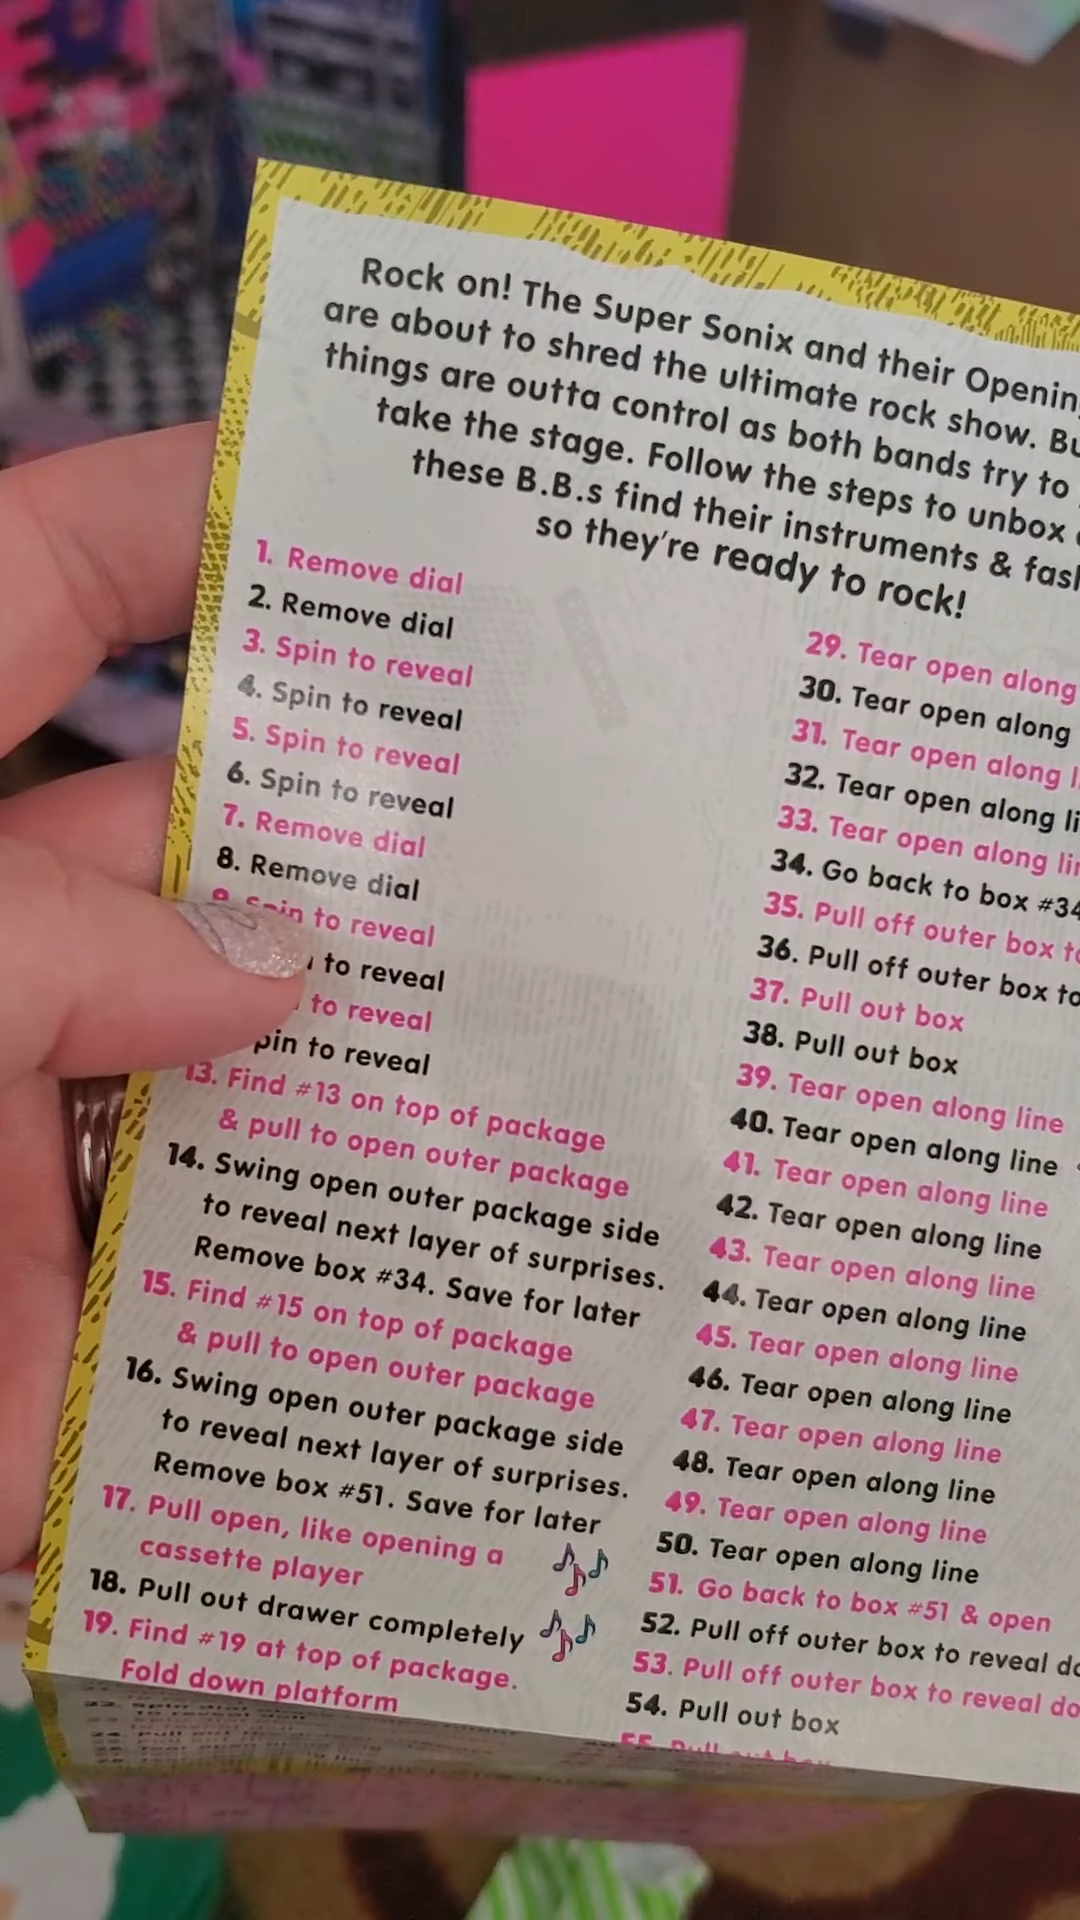 Rock on! The Super Sonix and their
are about to shred the ultimate rock show.
things are outta control as both bands try to
take the stage. Follow the steps to unbox
these B.B.s find their instruments &
so they're ready to rock!
1. Remove dial
2. Remove dial
3. Spin to reveal
4. Spin to reveal
5. Spin to reveal
6. Spin to reveal
7. Remove dial
8. Remove dial
Spin to reveal
to reveal
to reveal
to reveal
13. Find #13 on top of package
& pull to open outer package
14. Swing open outer package side
to reveal next layer of surprises.
Remove box #34. Save for later
15. Find #15 on top of package
& pull to open outer package
16. Swing open outer package side
to reveal next layer of surprises.
Remove box #51. Save for later
17. Pull open, like opening a
cassette player
18. Pull out drawer completely
19. Find #19 at top of package.
Fold down platform
29. Tear open along
30. Tear open along
31. Tear open along
32. Tear open along
33. Tear open along
34. Go back to box #34
35. Pull off outer box
36. Pull off outer box
37. Pull out box
38. Pull out box
39. Tear open along line
40. Tear open along line
41. Tear open along line
42. Tear open along line
43. Tear open along line
44. Tear open along line
45. Tear open along line
46. Tear open along line
47. Tear open along line
48. Tear open along line
49. Tear open along line
50. Tear open along line
51. Go back to box #51 & open
52. Pull off outer box to reveal
53. Pull off outer box to reveal
54. Pull out box